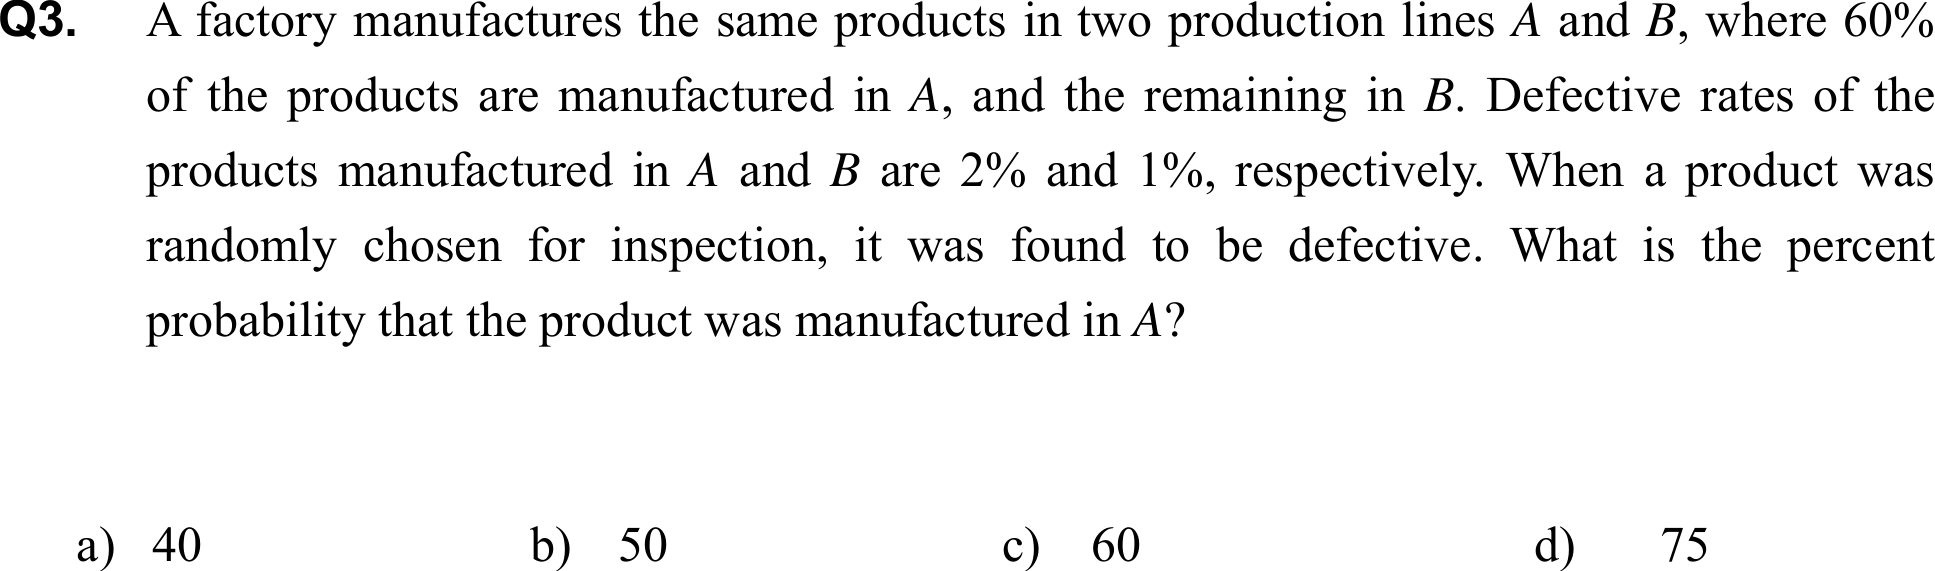 Q3. A factory manufactures the same products in two production lines A and B, where 60%
of the products are manufactured in A, and the remaining in B. Defective rates of the
products manufactured in A and B are 2% and 1%, respectively. When a product was
randomly chosen for inspection, it was found to be defective. What is the percent
probability that the product was manufactured in A?
a) 40 b) 50 c) 60 d) 75